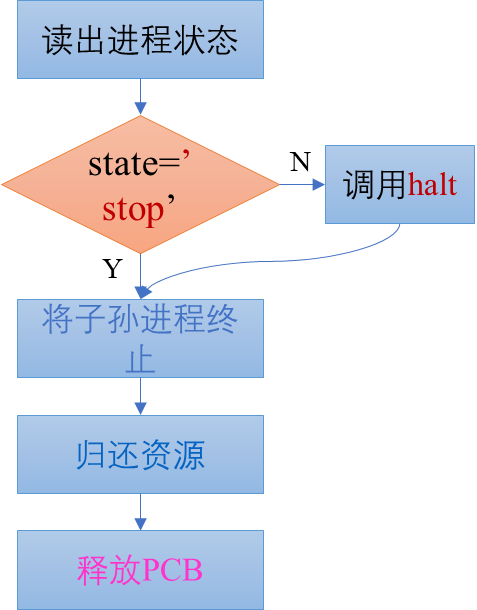 读出进程状态
state=’
stop’
N
调用halt
Y
将子孙进程终
止
归还资源
释放PCB